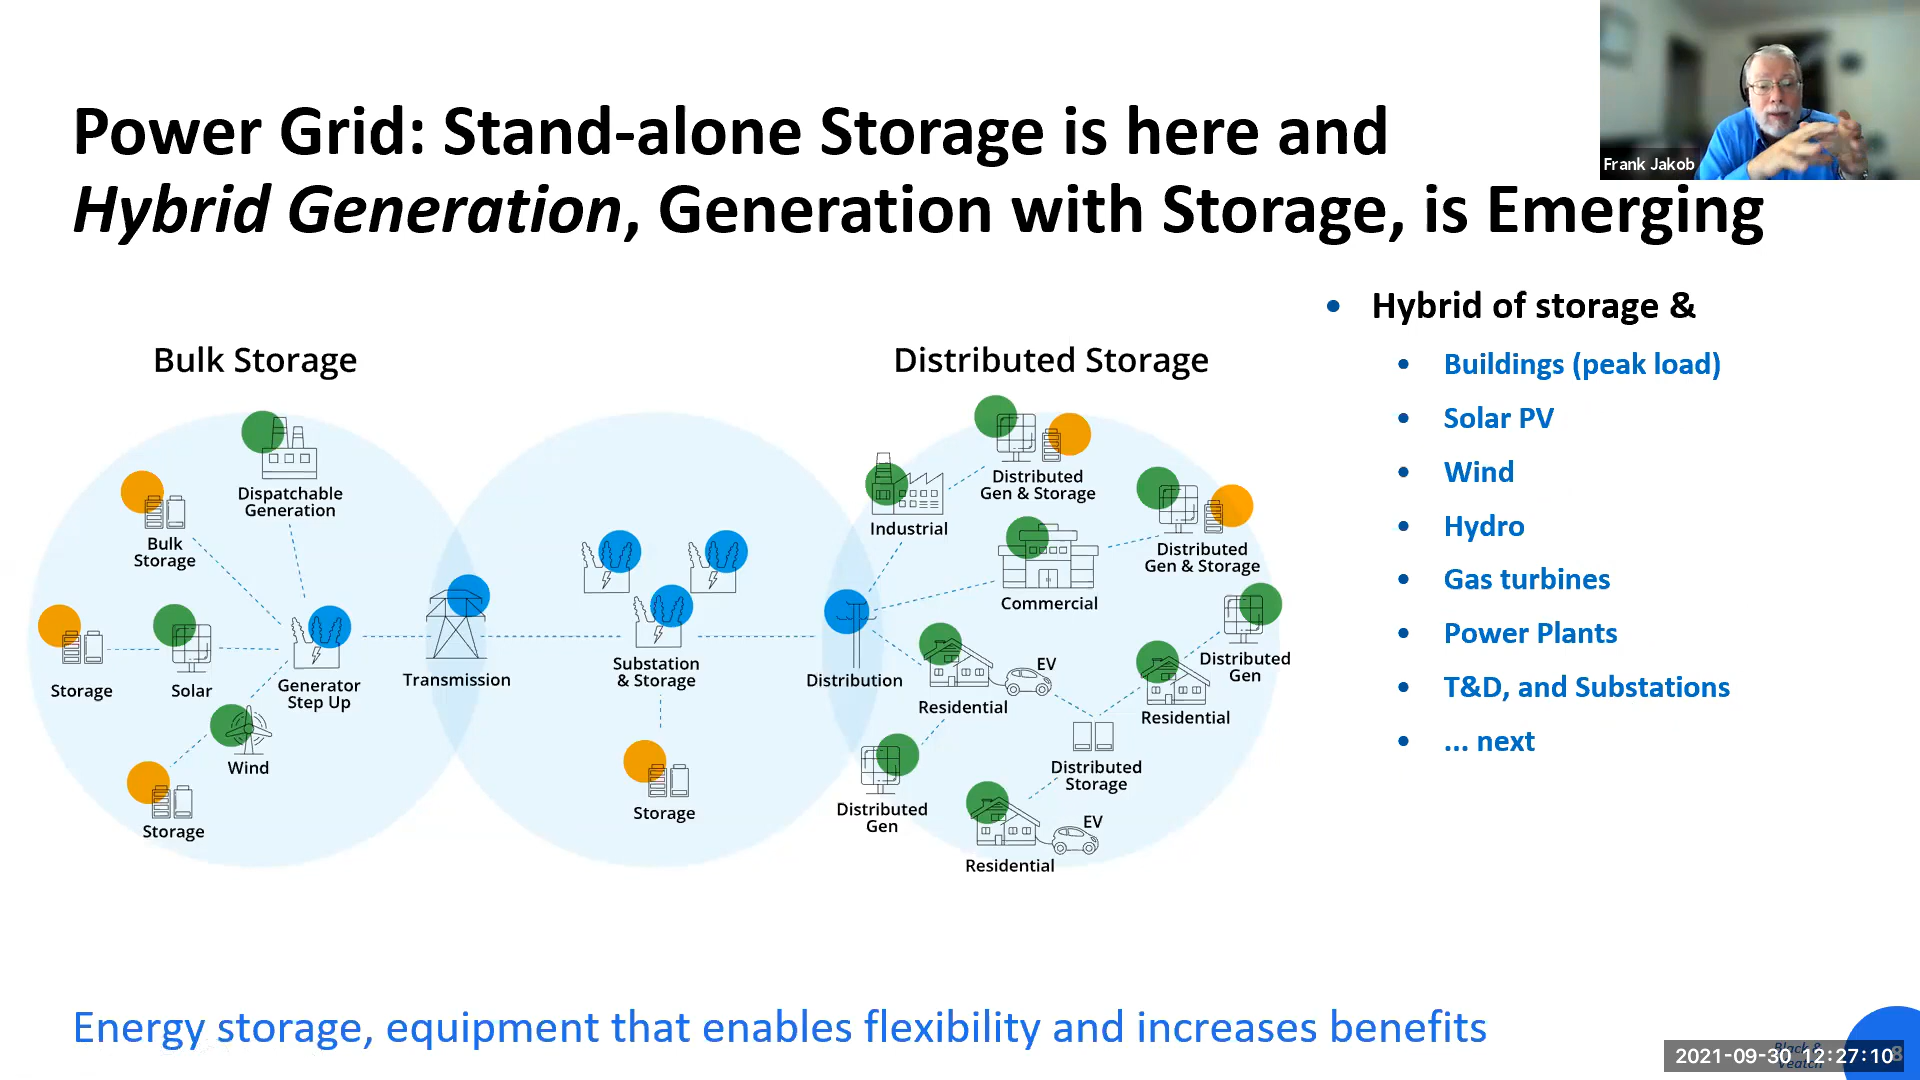 Frank Jakob
Power Grid: Stand-alone Storage is here and
Hybrid Generation, Generation with Storage, is Emerging
Bulk Storage
Dispatchable
Generation
Bulk
Storage
Storage
Solar
Generator
Step Up
Wind
Storage
Transmission
Substation
& Storage
Storage
Distributed Storage
Distributed
Gen & Storage
Industrial
Distributed
Gen & Storage
Commercial
Distribution
EV
Residential
Distributed
Gen
Residential
Distributed
Storage
Distributed
Gen
EV
Residential
• Hybrid of storage &
• Buildings (peak load)
• Solar PV
• Wind
• Hydro
• Gas turbines
• Power Plants
• T&D, and Substations
• ... next
Energy storage, equipment that enables flexibility and increases benefits
Black &
Veatch
2021-09-30 12:27:10
8